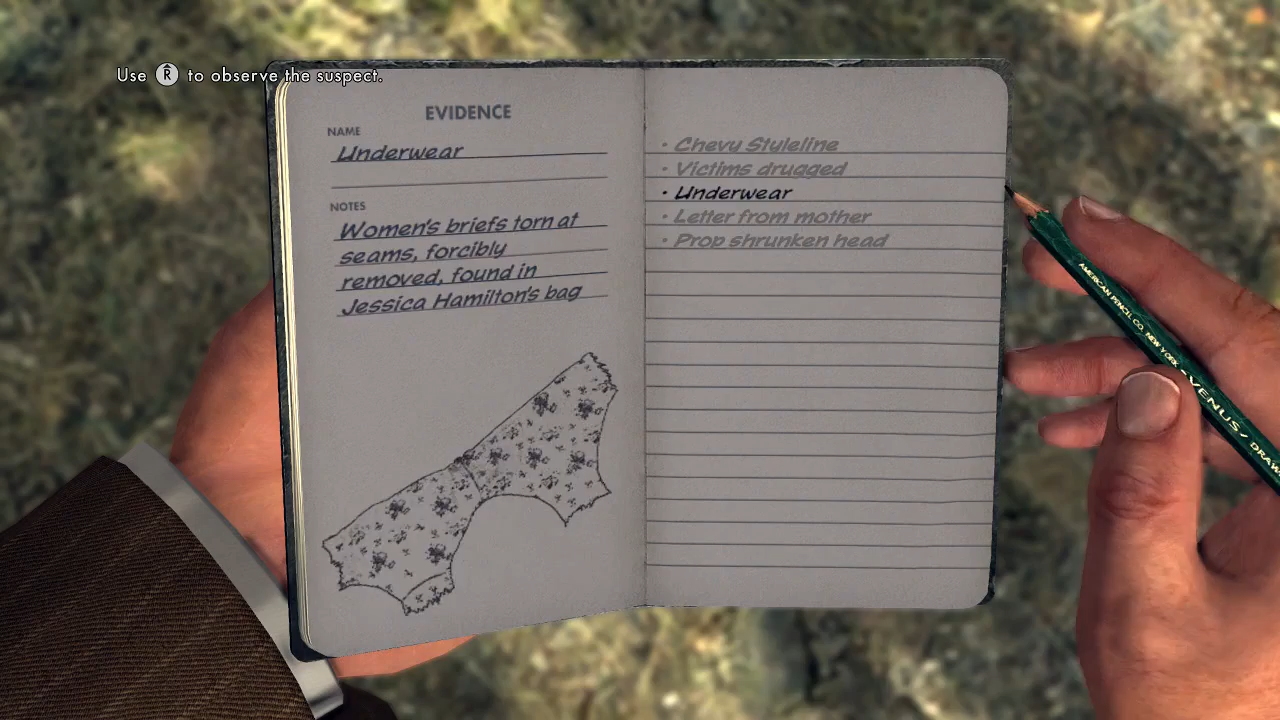 Use R to observe the suspect.
EVIDENCE
NAME
Underwear
NOTES
Women's briefs torn at
seams, forcibly
removed, found in
Jessica Hamilton's bag
• Chevy Styleline
• Victims drugged
• Underwear
• Letter from mother
• Prop shrunken head
AMERICAN PENCIL CO. NEW YORK VENUS DRAW